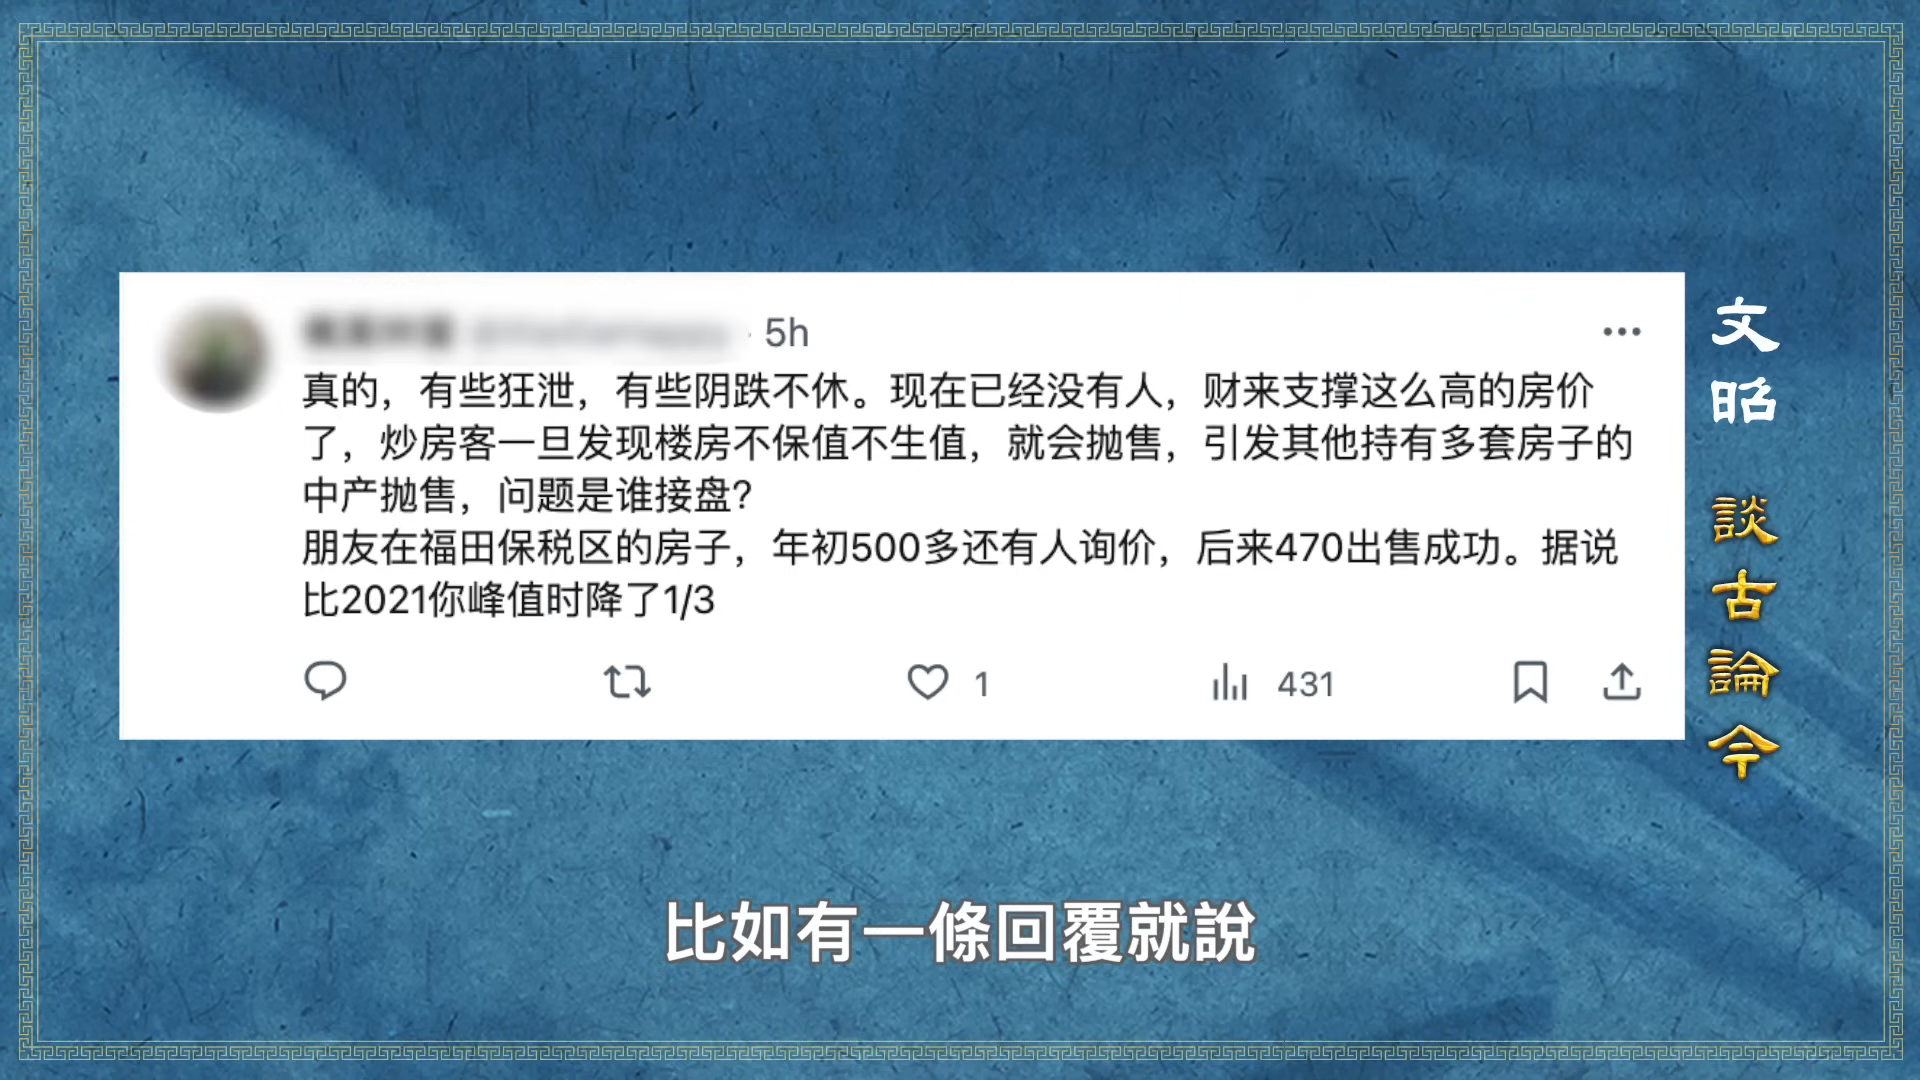 5h
真的，有些狂泄，有些阴跌不休。现在已经没有人，财来支撑这么高的房价
了，炒房客一旦发现楼房不保值不生值，就会抛售，引发其他持有多套房子的
中产抛售，问题是谁接盘？
朋友在福田保税区的房子，年初500多还有人询价，后来470出售成功。据说
比2021你峰值时降了1/3
1
431
文昭
談古論今
比如有一條回覆就說